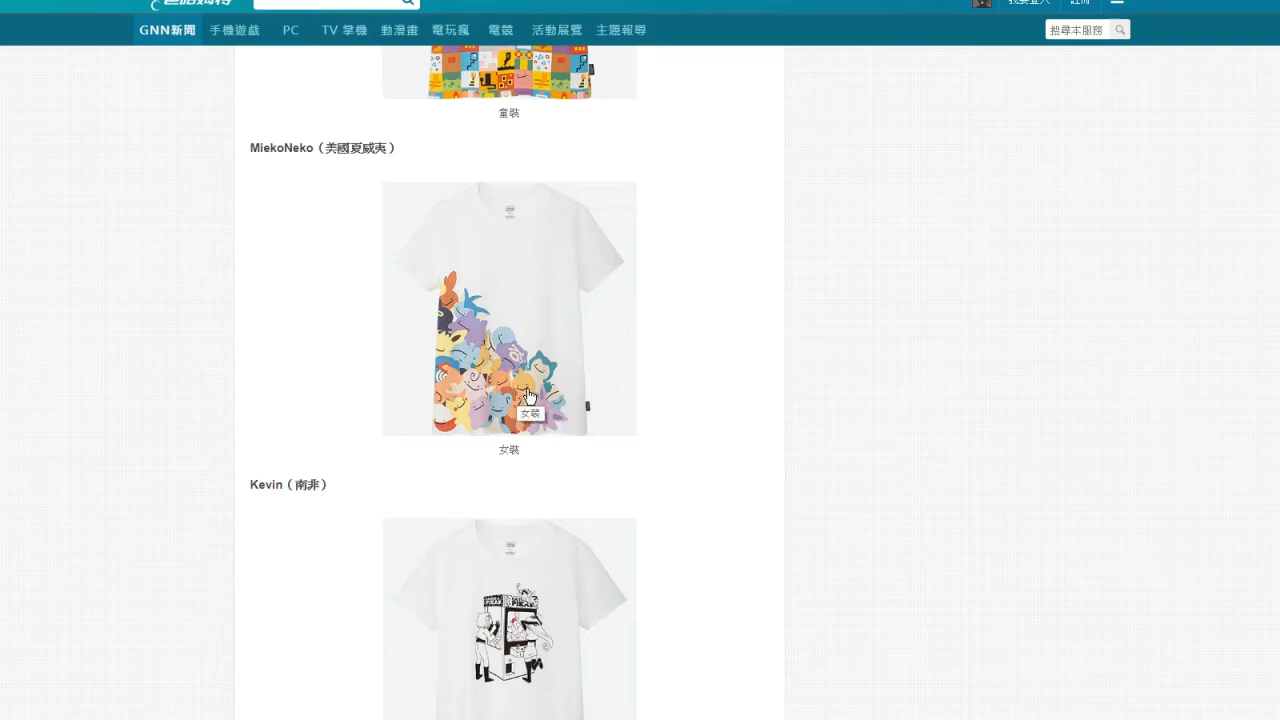 GNN新聞 手機遊戲 PC TV 掌機 動漫畫 電玩瘋 電競 活動展覽 主題報導 搜尋本服務
童裝
MiekoNeko（美國夏威夷）
女裝
女裝
Kevin（南非）